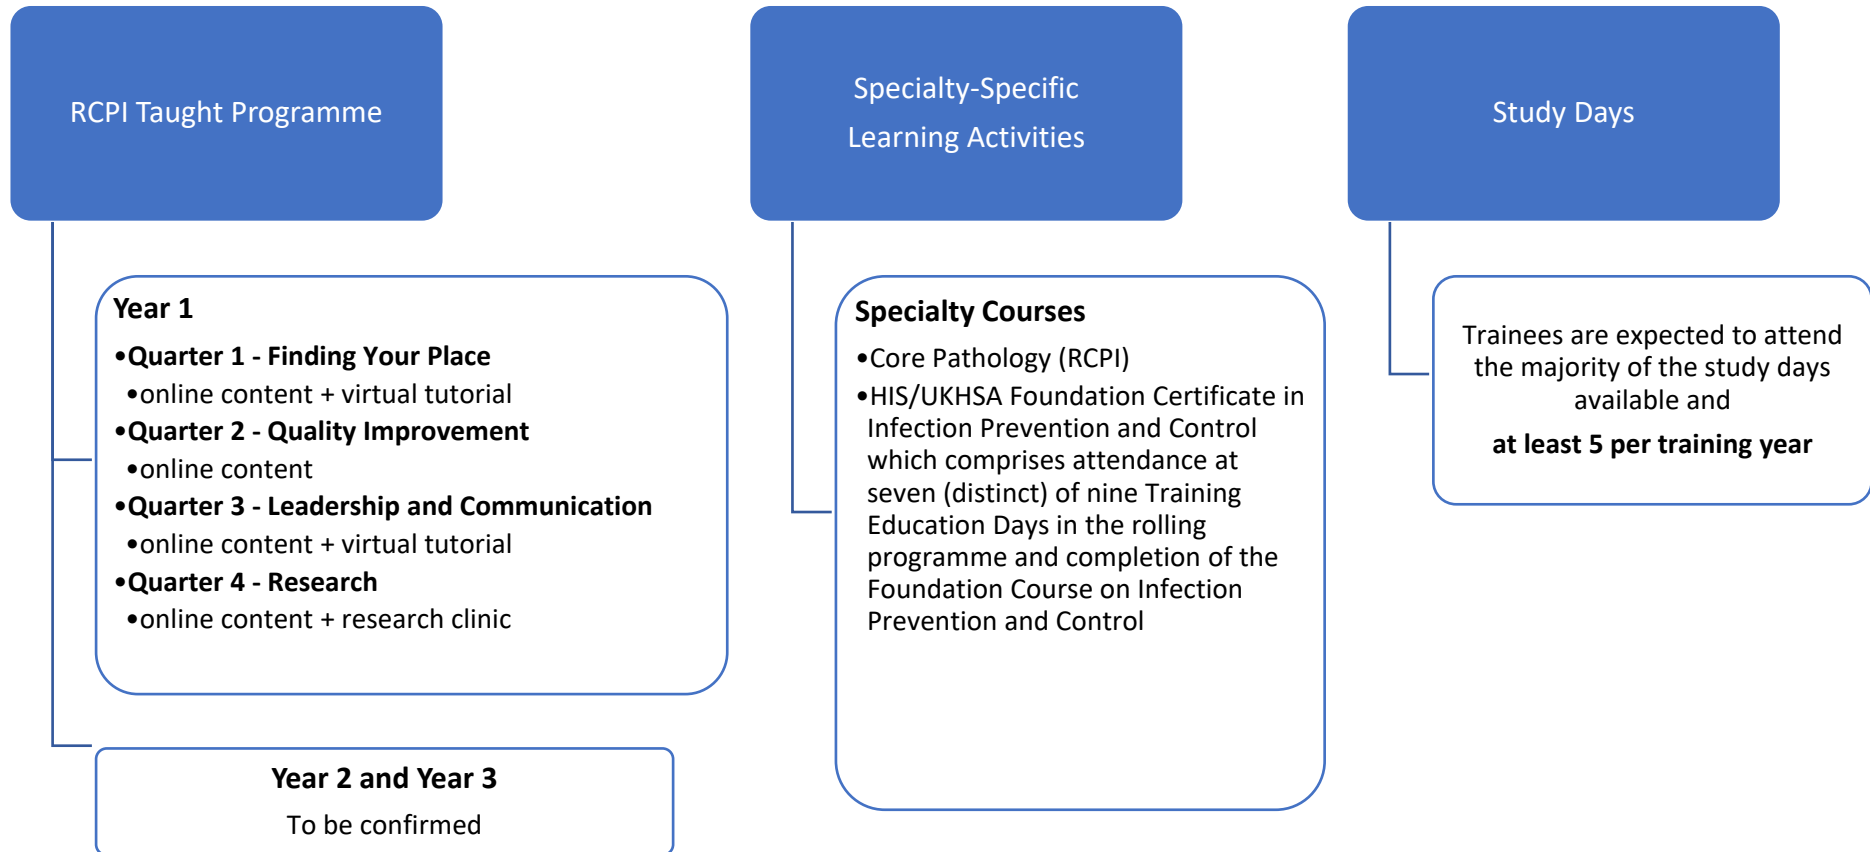 RCPI Taught Programme
Year 1
•Quarter 1 - Finding Your Place
•online content + virtual tutorial
•Quarter 2 - Quality Improvement
•online content
•Quarter 3 - Leadership and Communication
•online content + virtual tutorial
•Quarter 4 - Research
•online content + research clinic
Year 2 and Year 3
To be confirmed
Specialty-Specific
Learning Activities
Specialty Courses
•Core Pathology (RCPI)
•HIS/UKHSA Foundation Certificate in
Infection Prevention and Control
which comprises attendance at
seven (distinct) of nine Training
Education Days in the rolling
programme and completion of the
Foundation Course on Infection
Prevention and Control
Study Days
Trainees are expected to attend
the majority of the study days
available and
at least 5 per training year